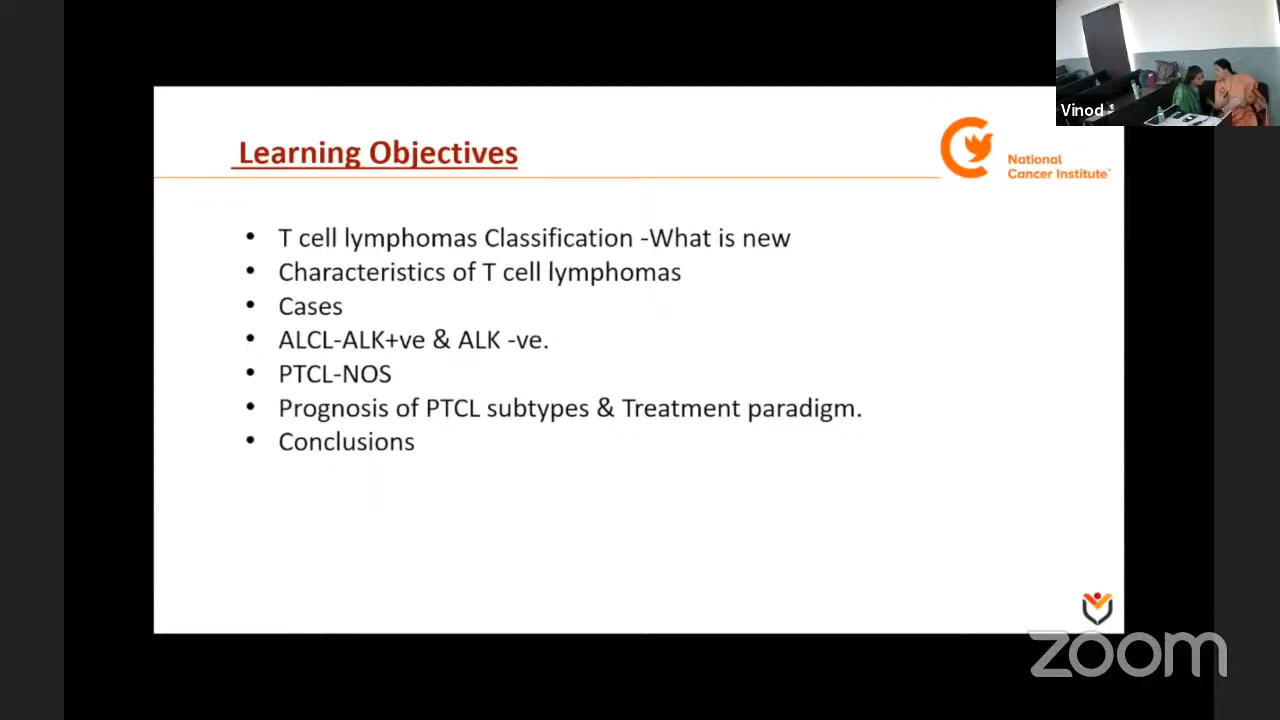 Learning Objectives
National
Cancer Institute
Vinod
• T cell lymphomas Classification -What is new
• Characteristics of T cell lymphomas
• Cases
• ALCL-ALK+ve & ALK -ve.
• PTCL-NOS
• Prognosis of PTCL subtypes & Treatment paradigm.
• Conclusions
zoom